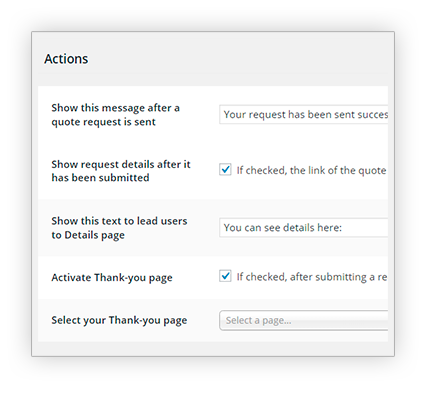 Actions
Show this message after a
quote request is sent
Your request has been sent
Show request details after it
has been submitted
If checked, the link of the quote
Show this text to lead users
to Details page
You can see details here:
Activate Thank-you page
If checked, after submitting a
Select your Thank-you page
Select a page...